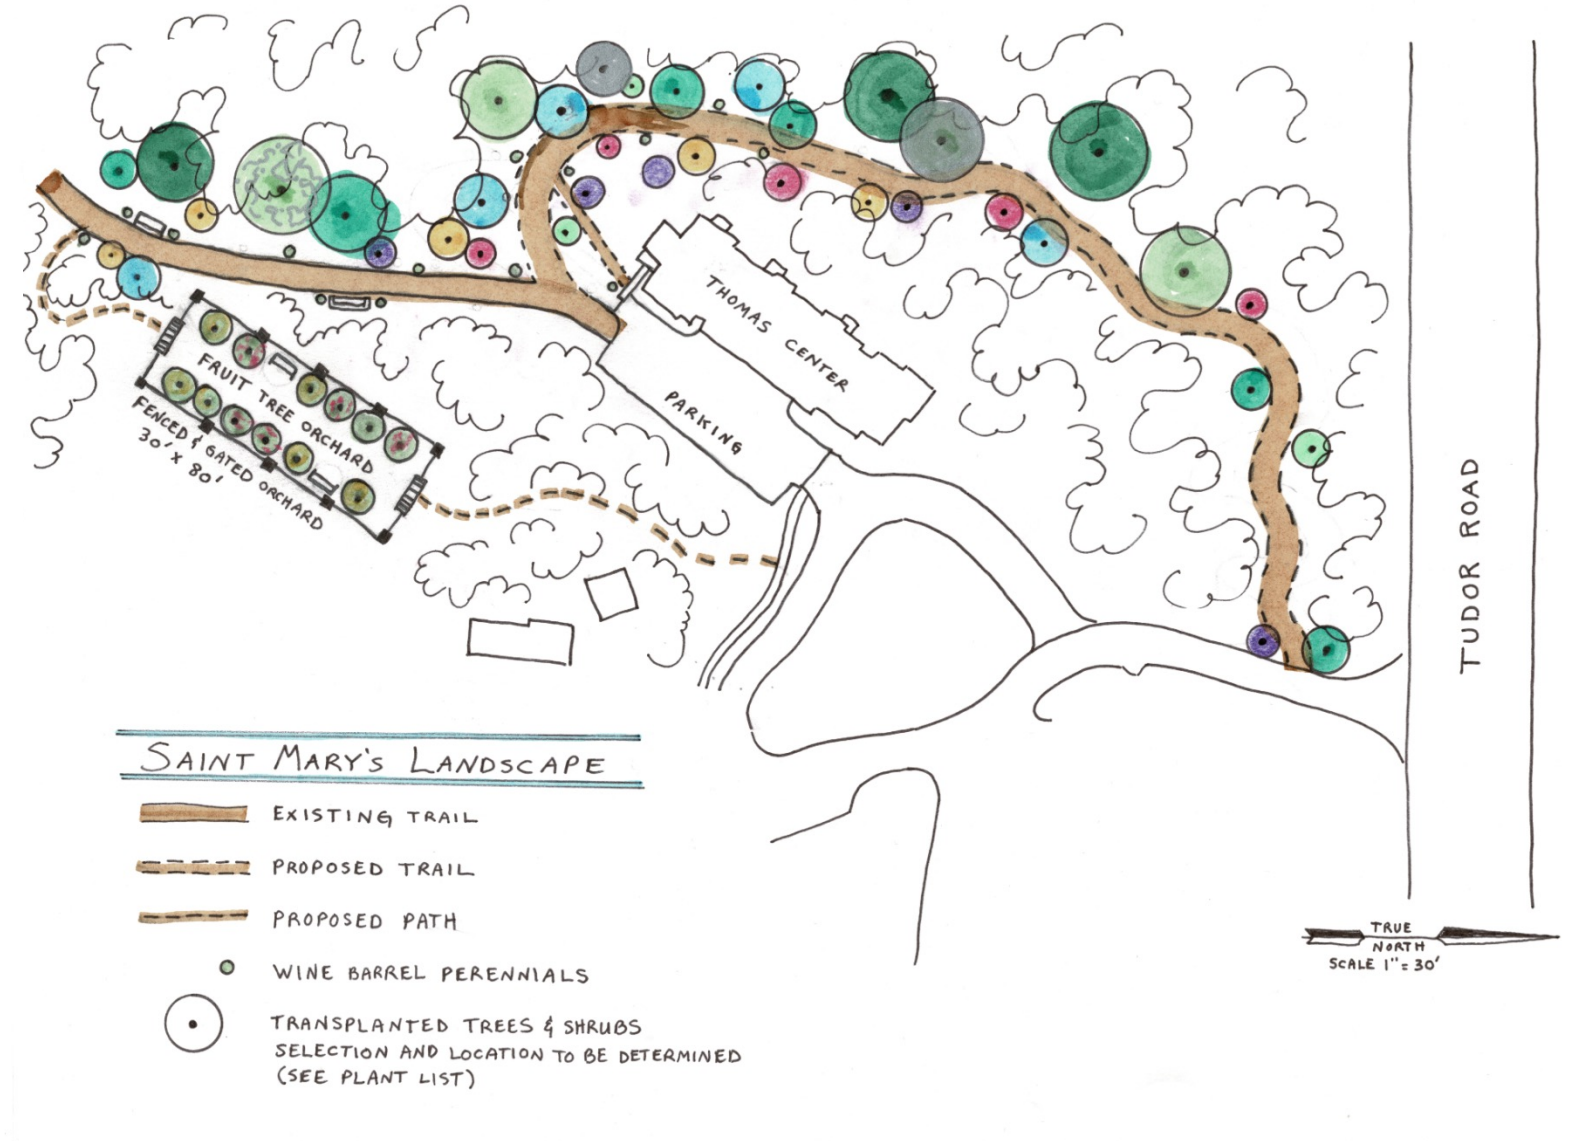 THOMAS CENTER
PARKING
FRUIT TREE ORCHARD
FENCED & GATED ORCHARD
30' X 80'
TUDOR ROAD
SAINT MARY'S LANDSCAPE
EXISTING TRAIL
PROPOSED TRAIL
PROPOSED PATH
WINE BARREL PERENNIALS
TRANSPLANTED TREES & SHRUBS
SELECTION AND LOCATION TO BE DETERMINED
(SEE PLANT LIST)
TRUE
NORTH
SCALE 1" = 30'